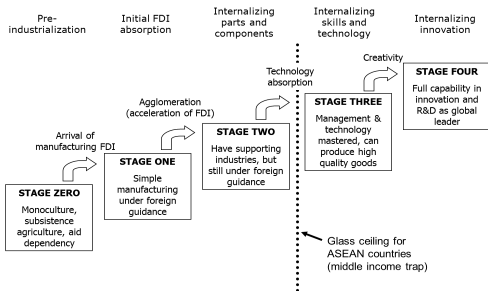 Pre-
industrialization
Initial FDI
absorption
Internalizing
parts and
components
Internalizing
skills and
technology
Internalizing
innovation
Arrival of
manufacturing FDI
Agglomeration
(acceleration of FDI)
Technology
absorption
Creativity
STAGE ZERO
Monoculture,
subsistence
agriculture, aid
dependency
STAGE ONE
Simple
manufacturing
under foreign
guidance
STAGE TWO
Have supporting
industries, but
still under foreign
guidance
STAGE THREE
Management &
technology
mastered, can
produce high
quality goods
STAGE FOUR
Full capability in
innovation and
R&D as global
leader
Glass ceiling for
ASEAN countries
(middle income trap)